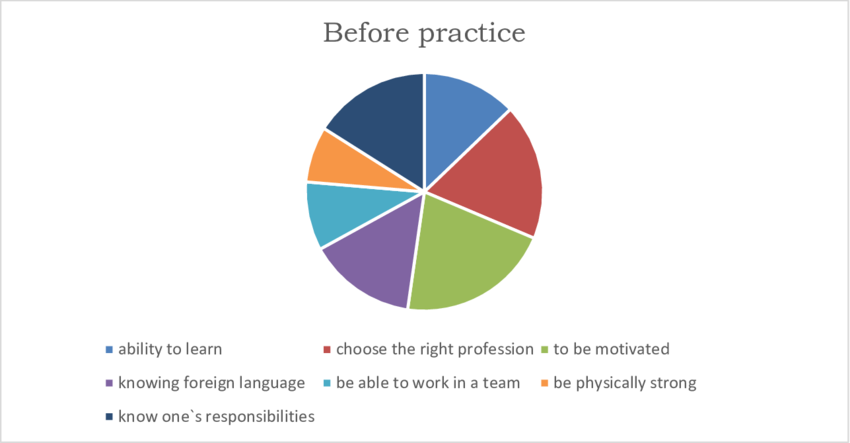 Before practice
ability to learn
choose the right profession
to be motivated
knowing foreign language
be able to work in a team
be physically strong
know one`s responsibilities